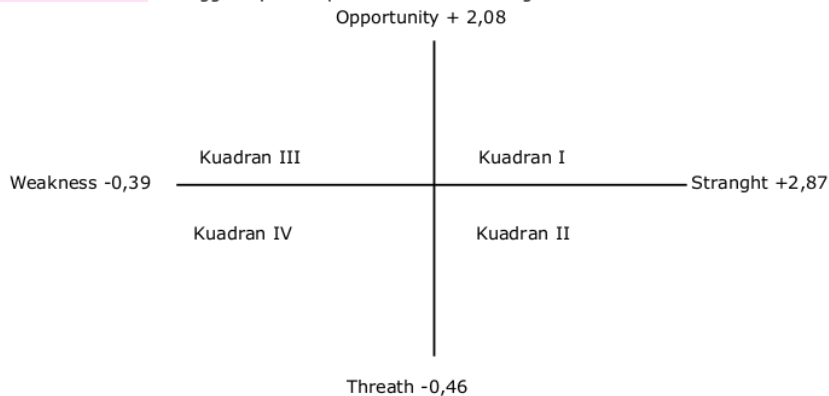 Opportunity + 2,08
Kuadran III
Kuadran I
Weakness -0,39
Stranght +2,87
Kuadran IV
Kuadran II
Threath -0,46